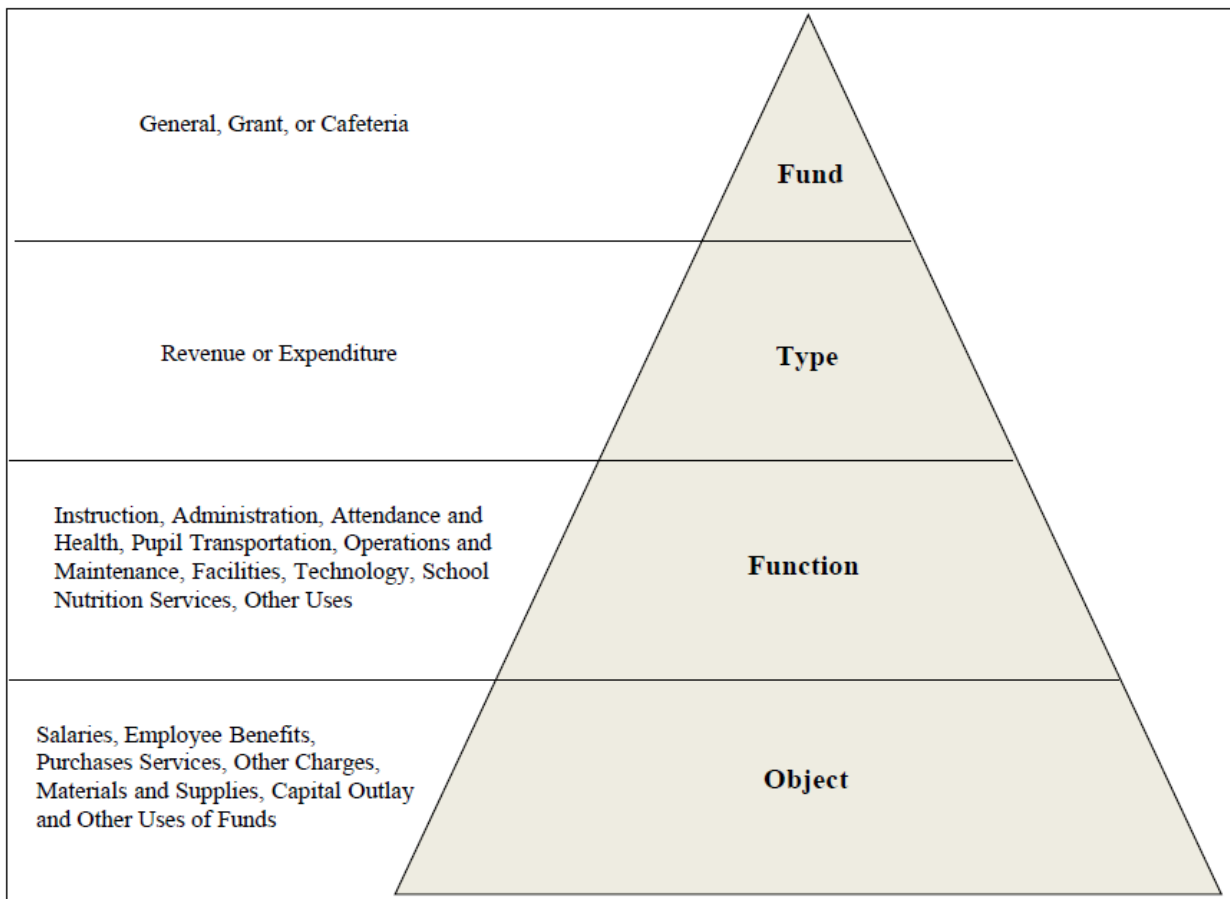 General, Grant, or Cafeteria
Fund
Revenue or Expenditure
Type
Instruction, Administration, Attendance and
Health, Pupil Transportation, Operations and
Maintenance, Facilities, Technology, School
Nutrition Services, Other Uses
Function
Salaries, Employee Benefits,
Purchases Services, Other Charges,
Materials and Supplies, Capital Outlay
and Other Uses of Funds
Object